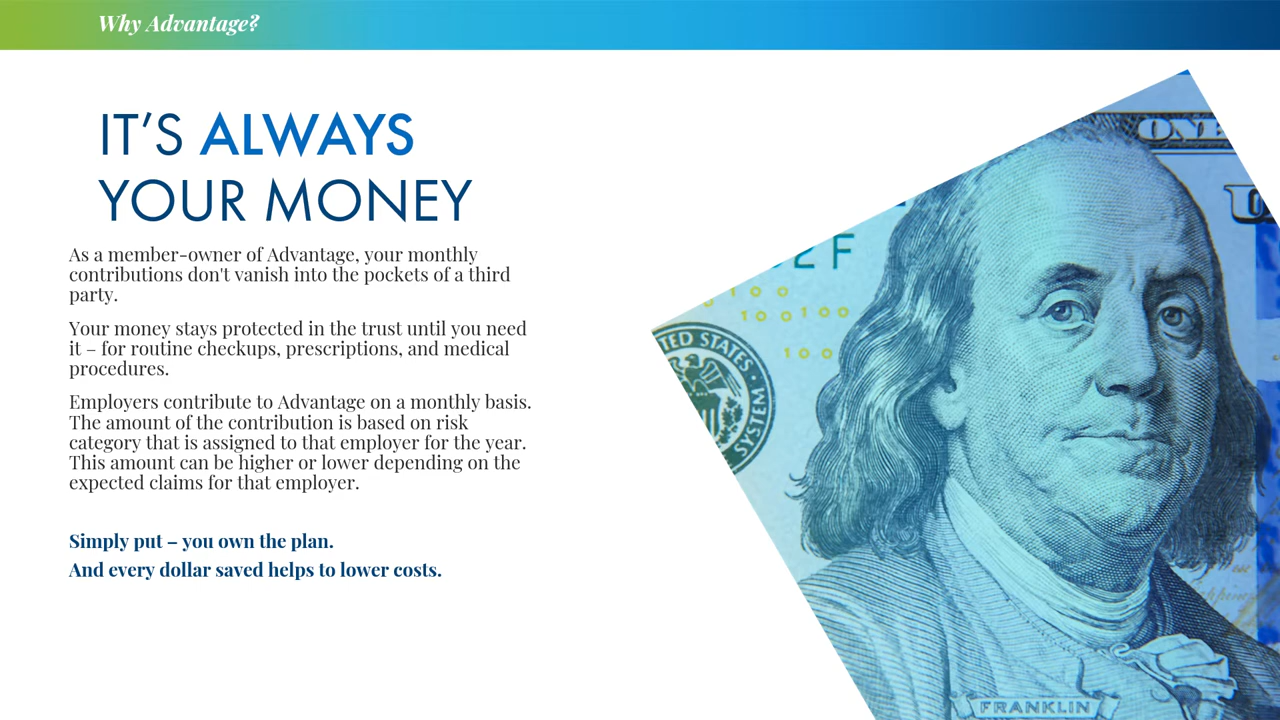 Why Advantage?
IT’S ALWAYS
YOUR MONEY
As a member-owner of Advantage, your monthly
contributions don't vanish into the pockets of a third
party.
Your money stays protected in the trust until you need
it – for routine checkups, prescriptions, and medical
procedures.
Employers contribute to Advantage on a monthly basis.
The amount of the contribution is based on risk
category that is assigned to that employer for the year.
This amount can be higher or lower depending on the
expected claims for that employer.
Simply put – you own the plan.
And every dollar saved helps to lower costs.
ONE
2 F
100
100 100
100
STATES
SYSTEM
FRANKLIN